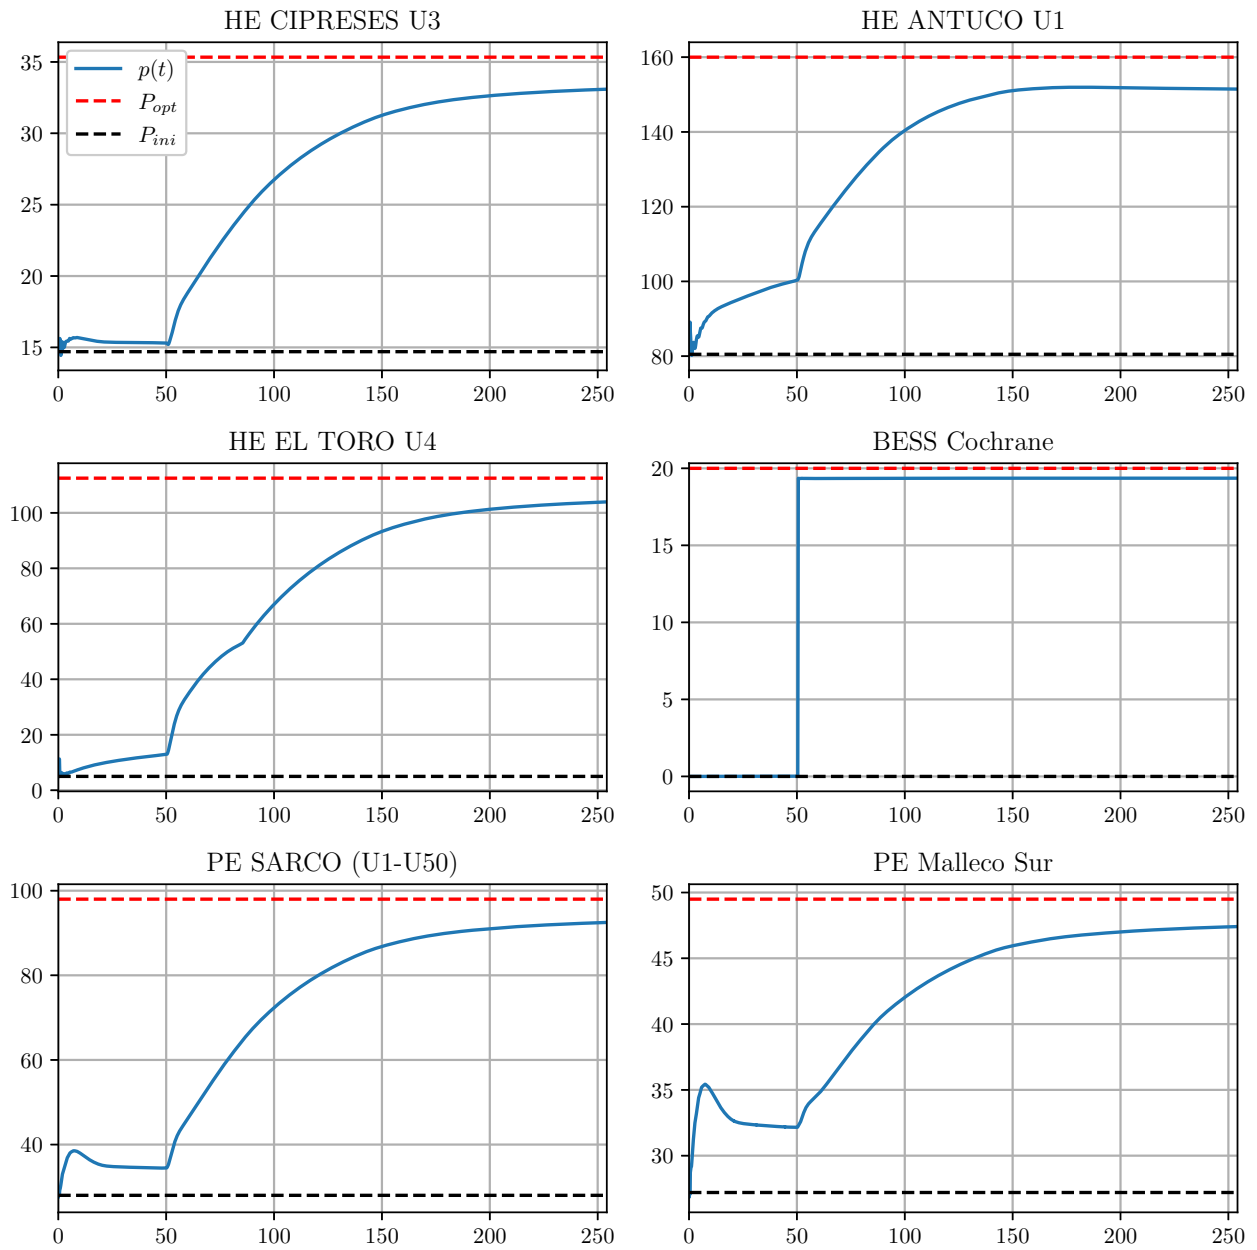 HE CIPRESES U3
35
30
25
20
15
0 50 100 150 200 250
p(t)
P_opt
P_ini
HE ANTUCO U1
160
140
120
100
80
0 50 100 150 200 250
HE EL TORO U4
100
80
60
40
20
0
0 50 100 150 200 250
BESS Cochrane
20
15
10
5
0
0 50 100 150 200 250
PE SARCO (U1-U50)
100
80
60
40
0 50 100 150 200 250
PE Malleco Sur
50
45
40
35
30
0 50 100 150 200 250